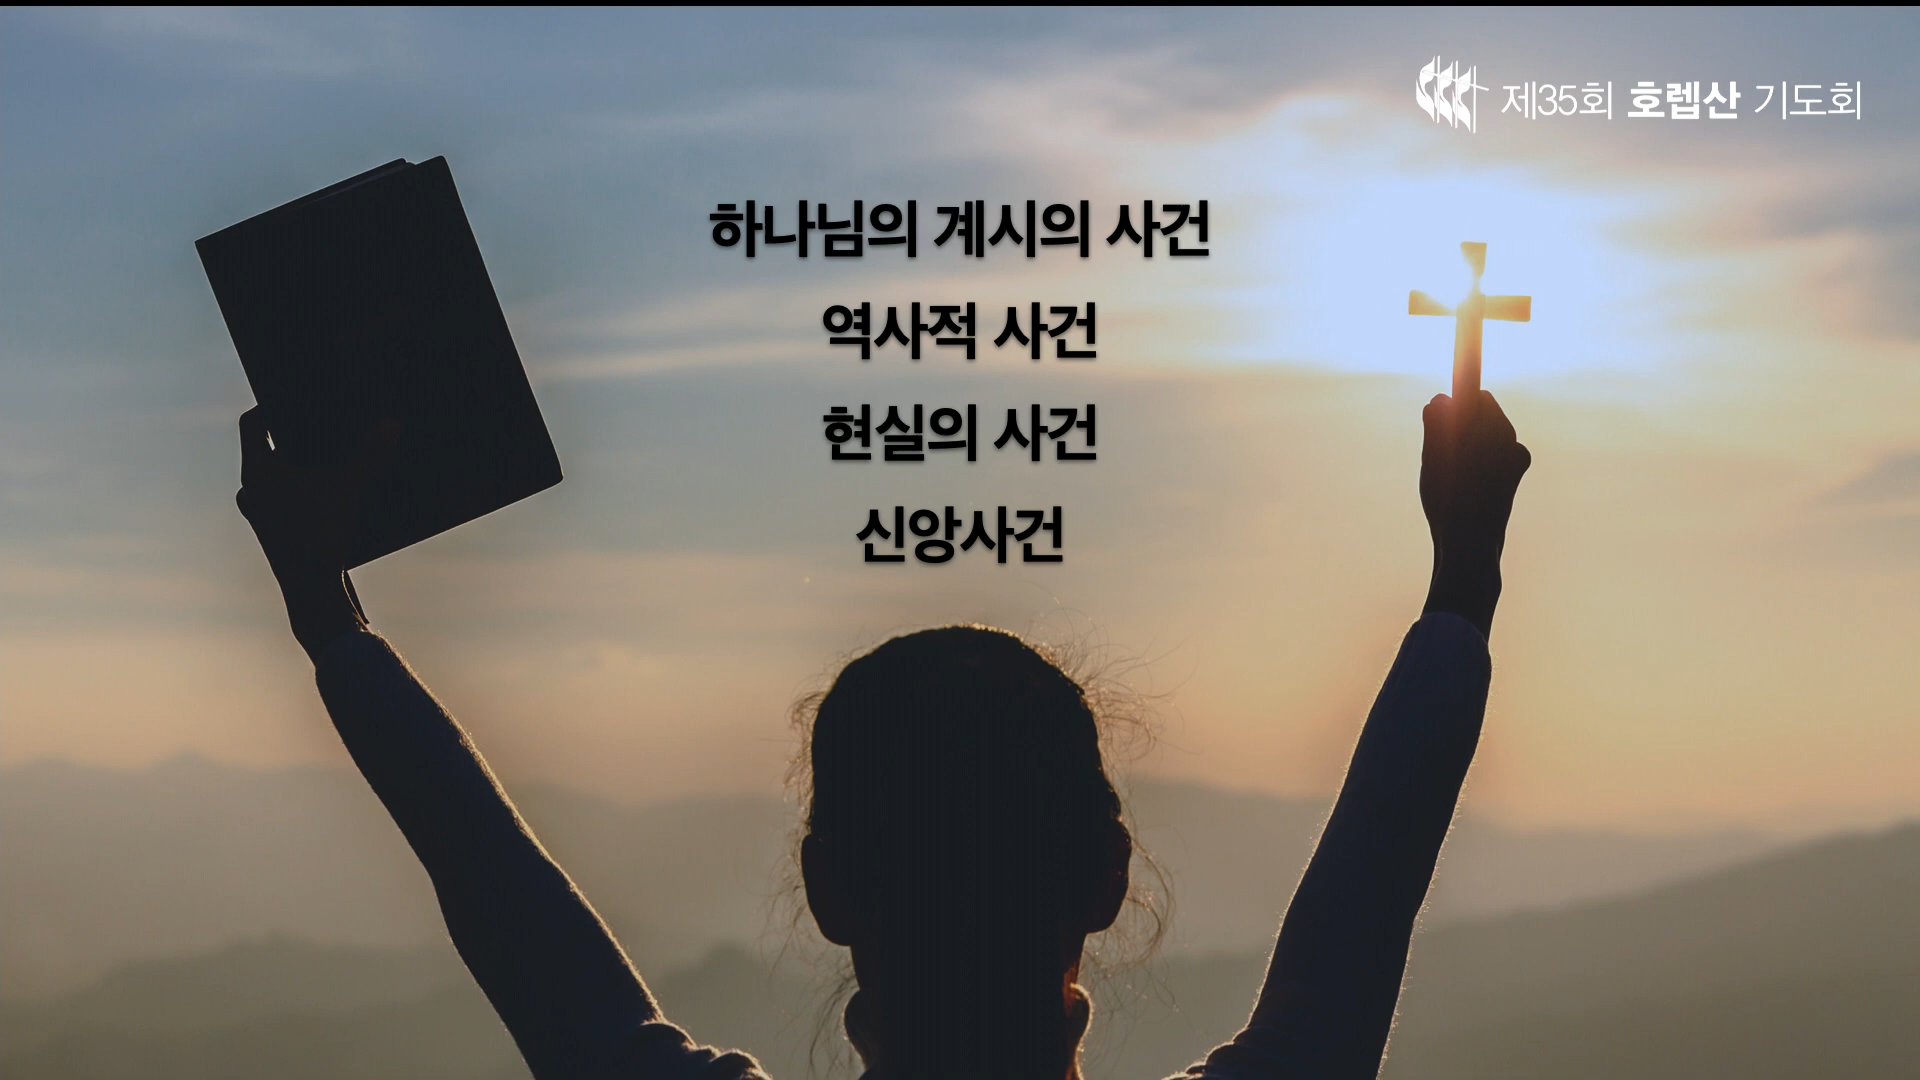 제35회 호렙산 기도회
하나님의 계시의 사건
역사적 사건
현실의 사건
신앙사건